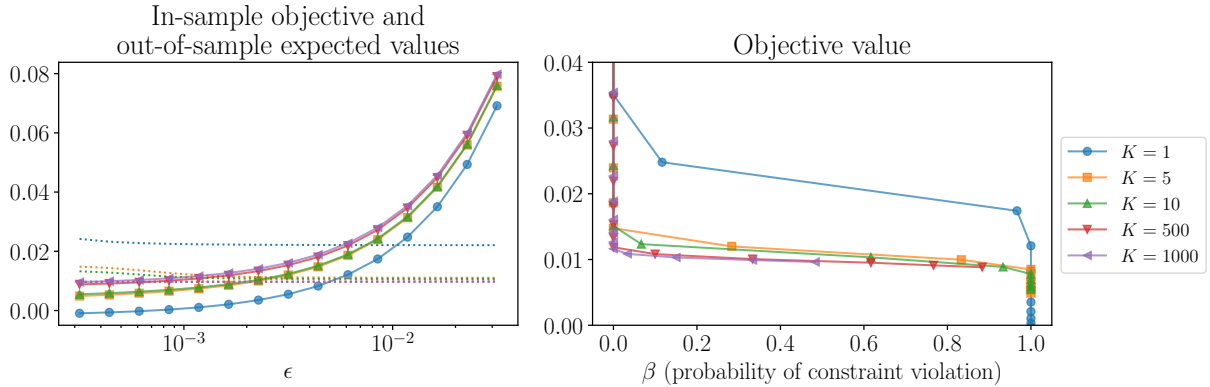 In-sample objective and
out-of-sample expected values
0.08
0.06
0.04
0.02
0.00
10⁻³
10⁻²
ϵ
Objective value
0.04
0.03
0.02
0.01
0.00
0.0
0.2
0.4
0.6
0.8
1.0
β (probability of constraint violation)
K = 1
K = 5
K = 10
K = 500
K = 1000